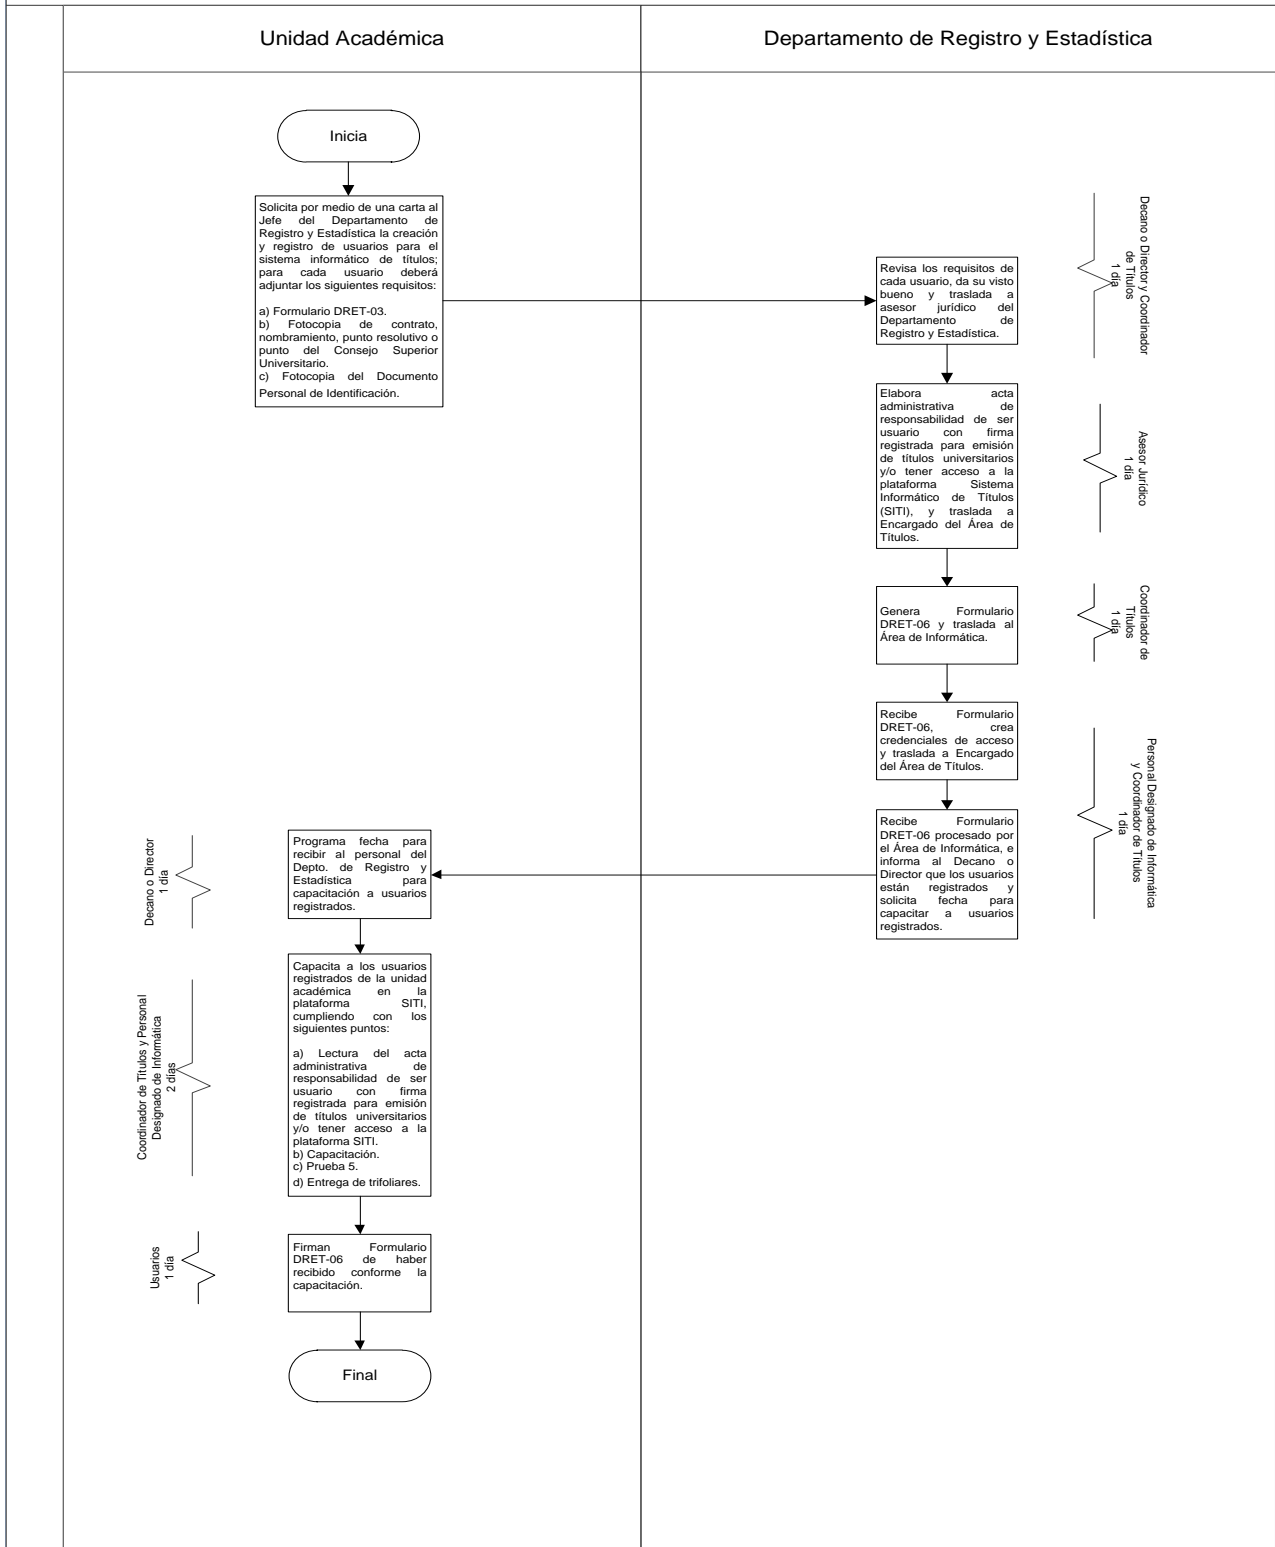 Unidad Académica
Departamento de Registro y Estadística
Inicia
Solicita por medio de una carta al
Jefe del Departamento de
Registro y Estadística la creación
y registro de usuarios para el
sistema informático de títulos;
para cada usuario deberá
adjuntar los siguientes requisitos:
a) Formulario DRET-03.
b) Fotocopia de contrato,
nombramiento, punto resolutivo o
punto del Consejo Superior
Universitario.
c) Fotocopia del Documento
Personal de Identificación.
Revisa los requisitos de
cada usuario, da su visto
bueno y traslada a
asesor jurídico del
Departamento de
Registro y Estadística.
Decano o Director y Coordinador
de Títulos
1 día
Elabora acta
administrativa de
responsabilidad de ser
usuario con firma
registrada para emisión
de títulos universitarios
y/o tener acceso a la
plataforma Sistema
Informático de Títulos
(SITI), y traslada a
Encargado del Área de
Títulos.
Asesor Jurídico
1 día
Genera Formulario
DRET-06 y traslada al
Área de Informática.
Coordinador de
Títulos
1 día
Recibe Formulario
DRET-06, crea
credenciales de acceso
y traslada a Encargado
del Área de Títulos.
Recibe Formulario
DRET-06 procesado por
el Área de Informática, e
informa al Decano o
Director que los usuarios
están registrados y
solicita fecha para
capacitar a usuarios
registrados.
Personal Designado de Informática
y Coordinador de Títulos
1 día
Decano o Director
1 día
Programa fecha para
recibir al personal del
Depto. de Registro y
Estadística para
capacitación a usuarios
registrados.
Coordinador de Títulos y Personal
Designado de Informática
2 días
Capacita a los usuarios
registrados de la unidad
académica en la
plataforma SITI,
cumpliendo con los
siguientes puntos:
a) Lectura del acta
administrativa de
responsabilidad de ser
usuario con firma
registrada para emisión
de títulos universitarios
y/o tener acceso a la
plataforma SITI.
b) Capacitación.
c) Prueba 5.
d) Entrega de trifoliares.
Usuarios
1 día
Firman Formulario
DRET-06 de haber
recibido conforme la
capacitación.
Final